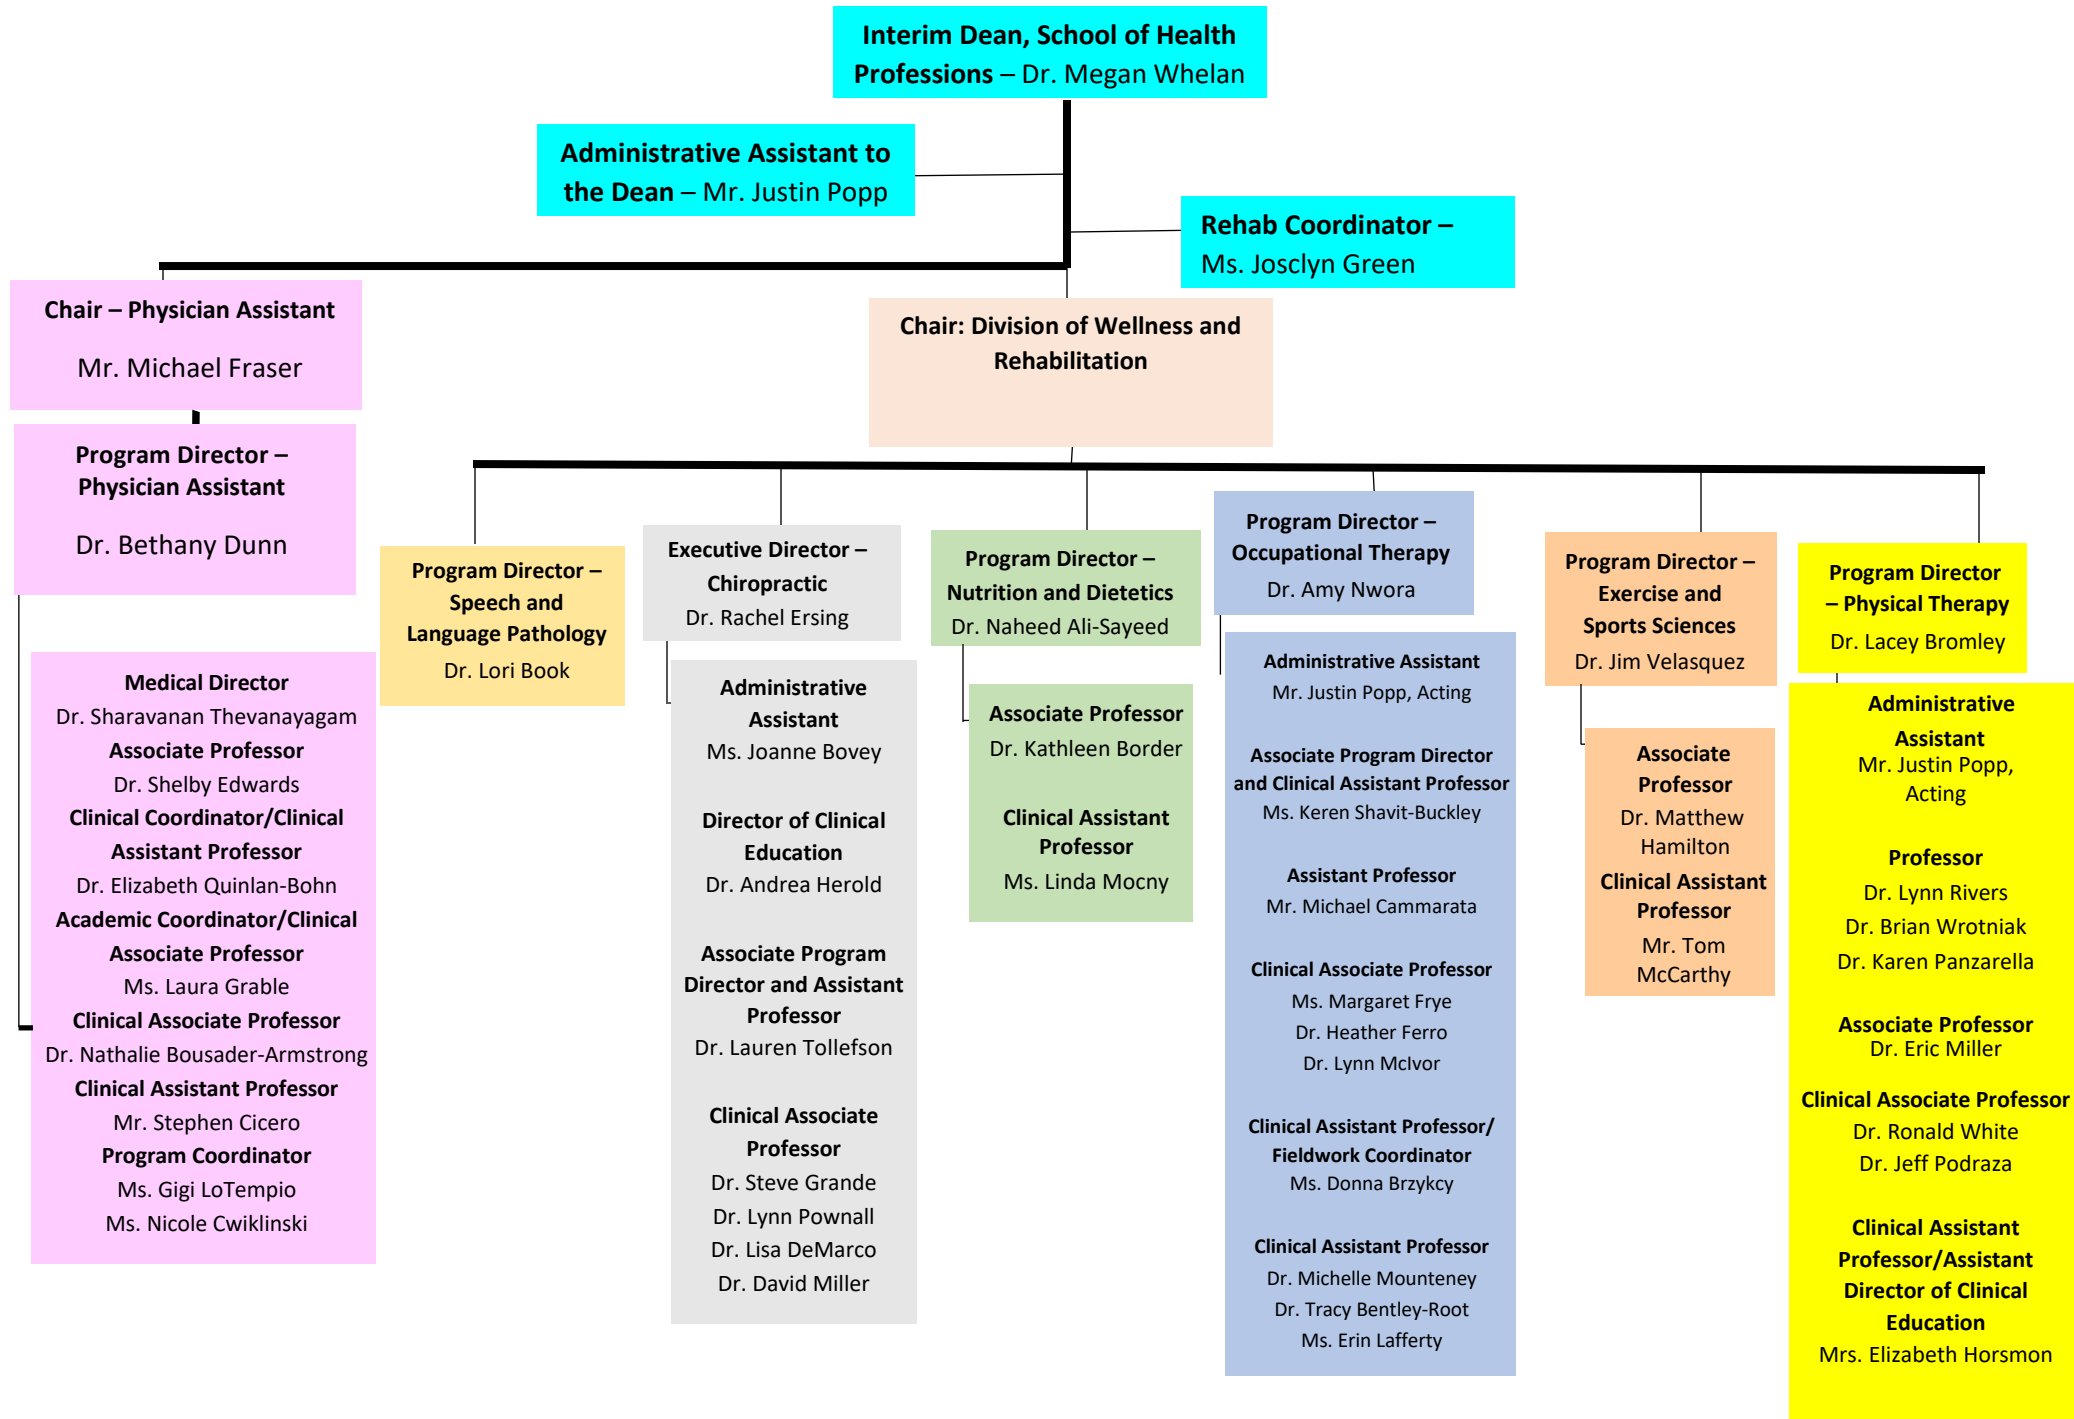 Interim Dean, School of Health
Professions – Dr. Megan Whelan
Administrative Assistant to
the Dean – Mr. Justin Popp
Rehab Coordinator –
Ms. Josclyn Green
Chair – Physician Assistant
Mr. Michael Fraser
Chair: Division of Wellness and
Rehabilitation
Program Director –
Physician Assistant
Dr. Bethany Dunn
Medical Director
Dr. Sharavanan Thevanayagam
Associate Professor
Dr. Shelby Edwards
Clinical Coordinator/Clinical
Assistant Professor
Dr. Elizabeth Quinlan-Bohn
Academic Coordinator/Clinical
Associate Professor
Ms. Laura Grable
Clinical Associate Professor
Dr. Nathalie Bousader-Armstrong
Clinical Assistant Professor
Mr. Stephen Cicero
Program Coordinator
Ms. Gigi LoTempio
Ms. Nicole Cwiklinski
Program Director –
Speech and
Language Pathology
Dr. Lori Book
Executive Director –
Chiropractic
Dr. Rachel Ersing
Administrative
Assistant
Ms. Joanne Bovey
Director of Clinical
Education
Dr. Andrea Herold
Associate Program
Director and Assistant
Professor
Dr. Lauren Tollefson
Clinical Associate
Professor
Dr. Steve Grande
Dr. Lynn Pownall
Dr. Lisa DeMarco
Dr. David Miller
Program Director –
Nutrition and Dietetics
Dr. Naheed Ali-Sayeed
Associate Professor
Dr. Kathleen Border
Clinical Assistant
Professor
Ms. Linda Mocny
Program Director –
Occupational Therapy
Dr. Amy Nwora
Administrative Assistant
Mr. Justin Popp, Acting
Associate Program Director
and Clinical Assistant Professor
Ms. Keren Shavit-Buckley
Assistant Professor
Mr. Michael Cammarata
Clinical Associate Professor
Ms. Margaret Frye
Dr. Heather Ferro
Dr. Lynn McIvor
Clinical Assistant Professor/
Fieldwork Coordinator
Ms. Donna Brzykcy
Clinical Assistant Professor
Dr. Michelle Mounteney
Dr. Tracy Bentley-Root
Ms. Erin Lafferty
Program Director –
Exercise and
Sports Sciences
Dr. Jim Velasquez
Associate
Professor
Dr. Matthew
Hamilton
Clinical Assistant
Professor
Mr. Tom
McCarthy
Program Director
– Physical Therapy
Dr. Lacey Bromley
Administrative
Assistant
Mr. Justin Popp,
Acting
Professor
Dr. Lynn Rivers
Dr. Brian Wrotniak
Dr. Karen Panzarella
Associate Professor
Dr. Eric Miller
Clinical Associate Professor
Dr. Ronald White
Dr. Jeff Podraza
Clinical Assistant
Professor/Assistant
Director of Clinical
Education
Mrs. Elizabeth Horsmon